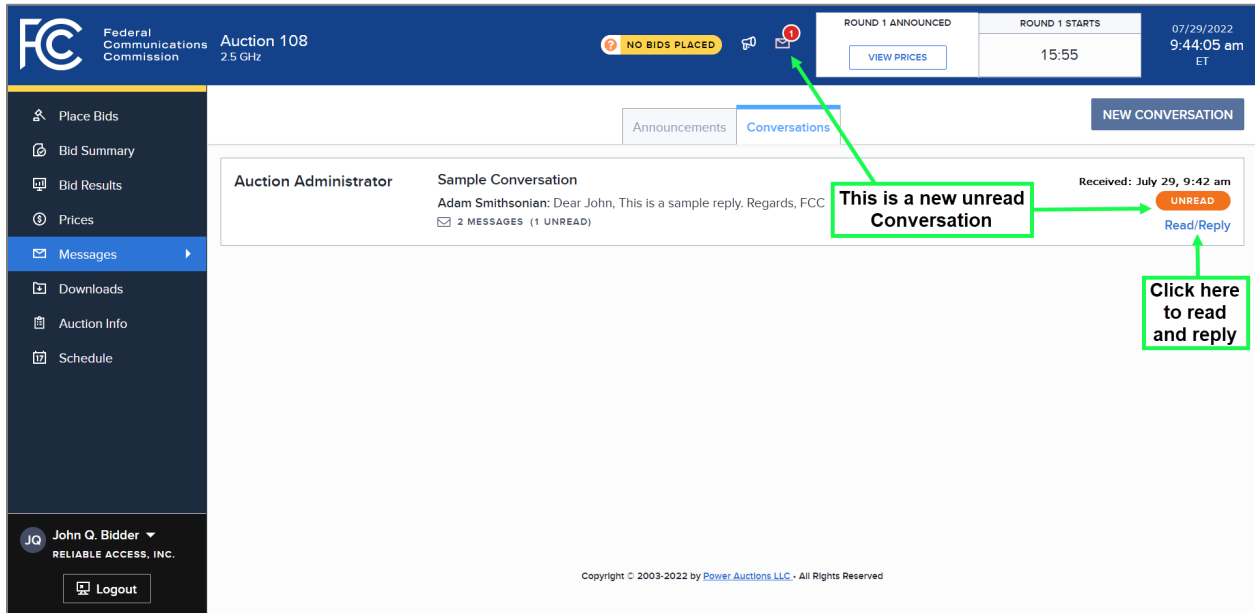 FCC
Federal
Communications
Commission
Auction 108
2.5 GHz
? NO BIDS PLACED
1
ROUND 1 ANNOUNCED
VIEW PRICES
ROUND 1 STARTS
15:55
07/29/2022
9:44:05 am
ET
Place Bids
Bid Summary
Bid Results
Prices
Messages
Downloads
Auction Info
17 Schedule
JQ John Q. Bidder
RELIABLE ACCESS, INC.
Logout
Announcements
Conversations
NEW CONVERSATION
Auction Administrator
Sample Conversation
Adam Smithsonian: Dear John, This is a sample reply. Regards, FCC
2 MESSAGES (1 UNREAD)
This is a new unread
Conversation
Received: July 29, 9:42 am
UNREAD
Read/Reply
Click here
to read
and reply
Copyright © 2003-2022 by Power Auctions LLC · All Rights Reserved